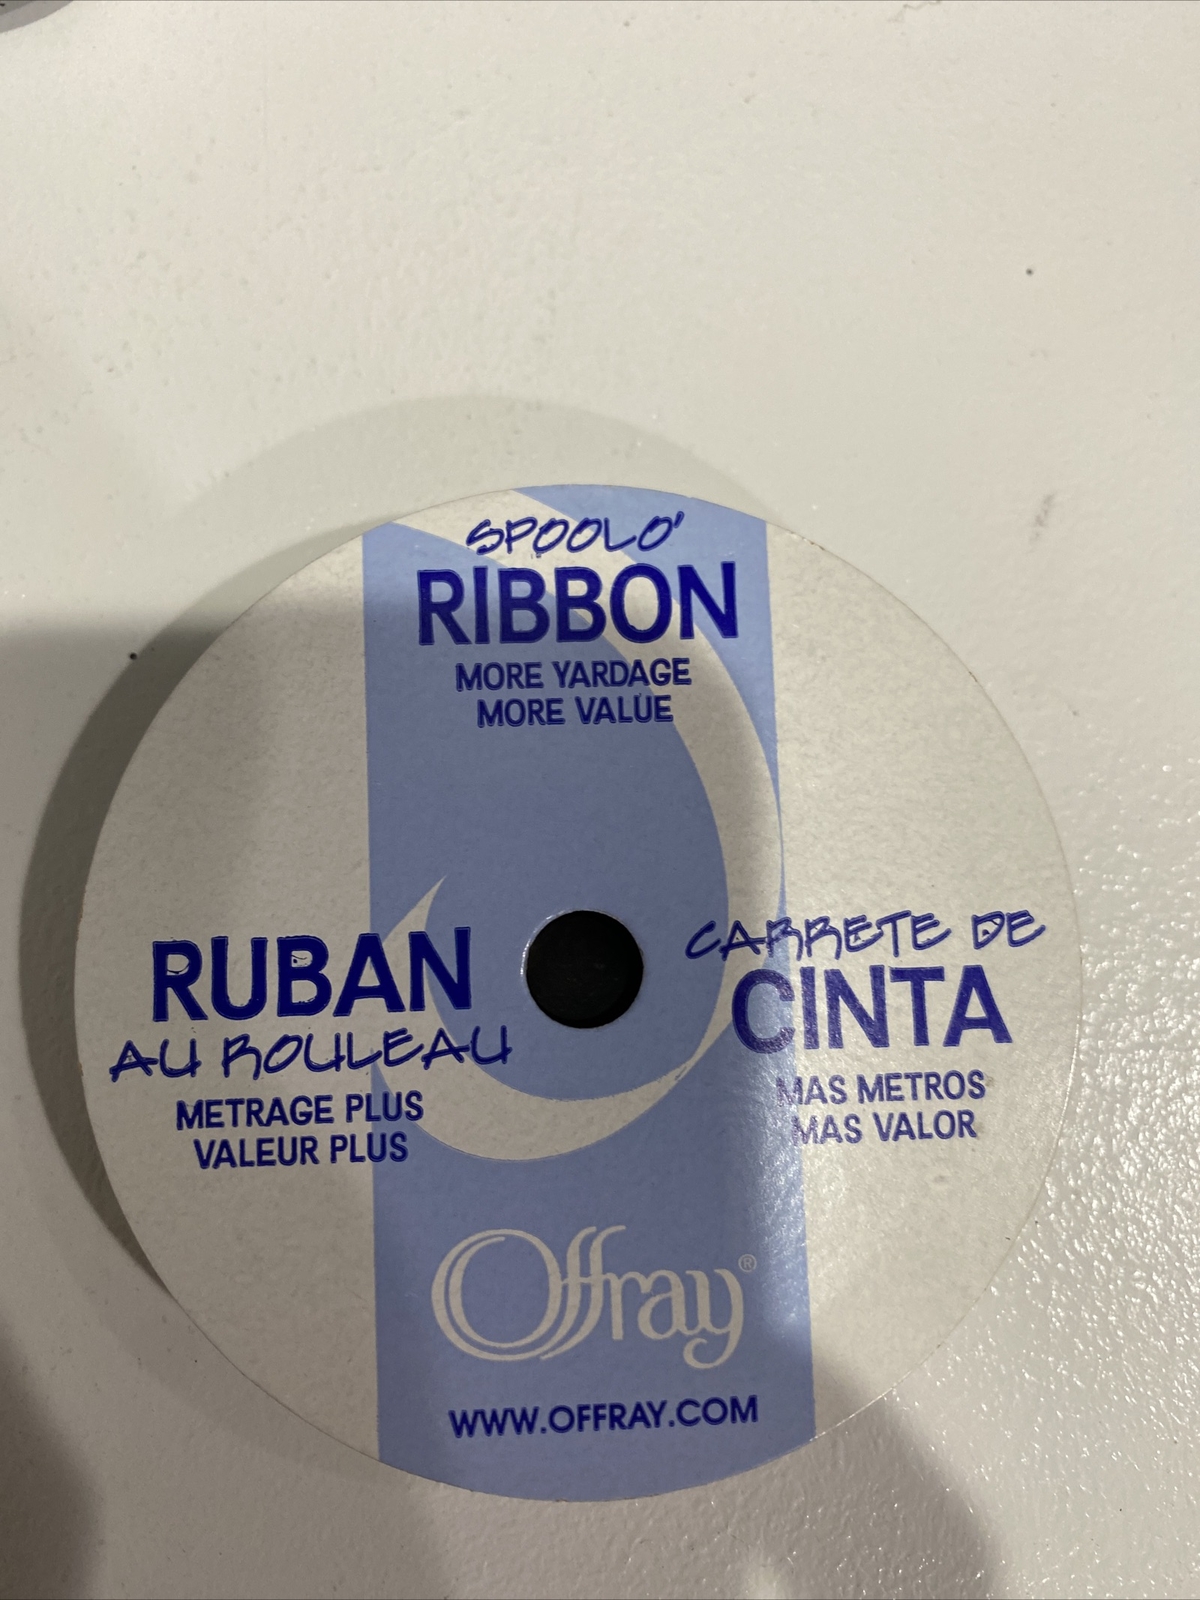 SPOOLO'
RIBBON
MORE YARDAGE
MORE VALUE
RUBAN
AU ROULEAU
METRAGE PLUS
VALEUR PLUS
CARRETE DE
CINTA
MAS METROS
MAS VALOR
Offray®
WWW.OFFRAY.COM